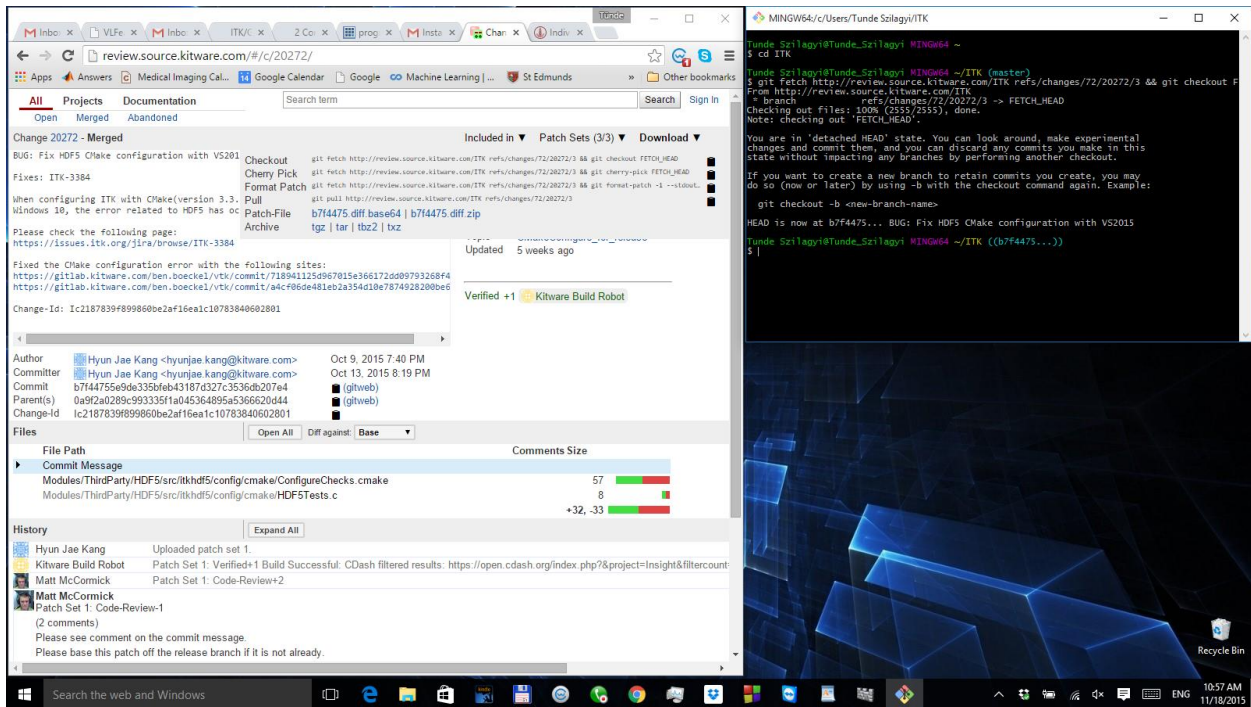 Tünde
Inbo
VLFe
Inbo
ITK/(
2 Co
prog
Insta
Chan
Indiv
review.source.kitware.com/#/c/20272/
Apps Answers Medical Imaging Cal... Google Calendar Google Machine Learning | ... St Edmunds » Other bookmarks
All Projects Documentation Search term Search Sign In
Open Merged Abandoned
Change 20272 - Merged Included in ▼ Patch Sets (3/3) ▼ Download ▼
BUG: Fix HDF5 CMake configuration with VS201
Fixes: ITK-3384
When configuring ITK with CMake(version 3.3.
Windows 10, the error related to HDF5 has oc
Please check the following page:
https://issues.itk.org/jira/browse/ITK-3384
Fixed the CMake configuration error with the following sites:
https://gitlab.kitware.com/ben.boeckel/vtk/commit/718941125d967015e366172dd09793268f4
https://gitlab.kitware.com/ben.boeckel/vtk/commit/a4cf06de481eb2a354d10e7874928200be6
Change-Id: Ic2187839f899860be2af16ea1c10783840602801
Checkout git fetch http://review.source.kitware.com/ITK refs/changes/72/20272/3 && git checkout FETCH_HEAD
Cherry Pick git fetch http://review.source.kitware.com/ITK refs/changes/72/20272/3 && git cherry-pick FETCH_HEAD
Format Patch git fetch http://review.source.kitware.com/ITK refs/changes/72/20272/3 && git format-patch -1 --stdout…
Pull git pull http://review.source.kitware.com/ITK refs/changes/72/20272/3
Patch-File b7f4475.diff.base64 | b7f4475.diff.zip
Archive tgz | tar | tbz2 | txz
Updated 5 weeks ago
Verified +1 Kitware Build Robot
Author Hyun Jae Kang <hyunjae.kang@kitware.com> Oct 9, 2015 7:40 PM
Committer Hyun Jae Kang <hyunjae.kang@kitware.com> Oct 13, 2015 8:19 PM
Commit b7f44755e9de335bfeb43187d327c3536db207e4 (gitweb)
Parent(s) 0a9f2a0289c993335f1a045364895a5366620d44 (gitweb)
Change-Id Ic2187839f899860be2af16ea1c10783840602801
Files Open All Diff against: Base ▼
File Path Comments Size
Commit Message
Modules/ThirdParty/HDF5/src/itkhdf5/config/cmake/ConfigureChecks.cmake 57
Modules/ThirdParty/HDF5/src/itkhdf5/config/cmake/HDF5Tests.c 8
+32, -33
History Expand All
Hyun Jae Kang Uploaded patch set 1.
Kitware Build Robot Patch Set 1: Verified+1 Build Successful: CDash filtered results: https://open.cdash.org/index.php?&project=Insight&filtercount=
Matt McCormick Patch Set 1: Code-Review+2
Matt McCormick
Patch Set 1: Code-Review-1
(2 comments)
Please see comment on the commit message.
Please base this patch off the release branch if it is not already.
MINGW64:/c/Users/Tunde Szilagyi/ITK
Tunde Szilagyi@Tunde_Szilagyi MINGW64 ~
$ cd ITK
Tunde Szilagyi@Tunde_Szilagyi MINGW64 ~/ITK (master)
$ git fetch http://review.source.kitware.com/ITK refs/changes/72/20272/3 && git checkout F
From http://review.source.kitware.com/ITK
* branch refs/changes/72/20272/3 -> FETCH_HEAD
Checking out files: 100% (2555/2555), done.
Note: checking out 'FETCH_HEAD'.
You are in 'detached HEAD' state. You can look around, make experimental
changes and commit them, and you can discard any commits you make in this
state without impacting any branches by performing another checkout.
If you want to create a new branch to retain commits you create, you may
do so (now or later) by using -b with the checkout command again. Example:
git checkout -b <new-branch-name>
HEAD is now at b7f4475... BUG: Fix HDF5 CMake configuration with VS2015
Tunde Szilagyi@Tunde_Szilagyi MINGW64 ~/ITK ((b7f4475...))
$
Recycle Bin
Search the web and Windows
ENG
10:57 AM
11/18/2015